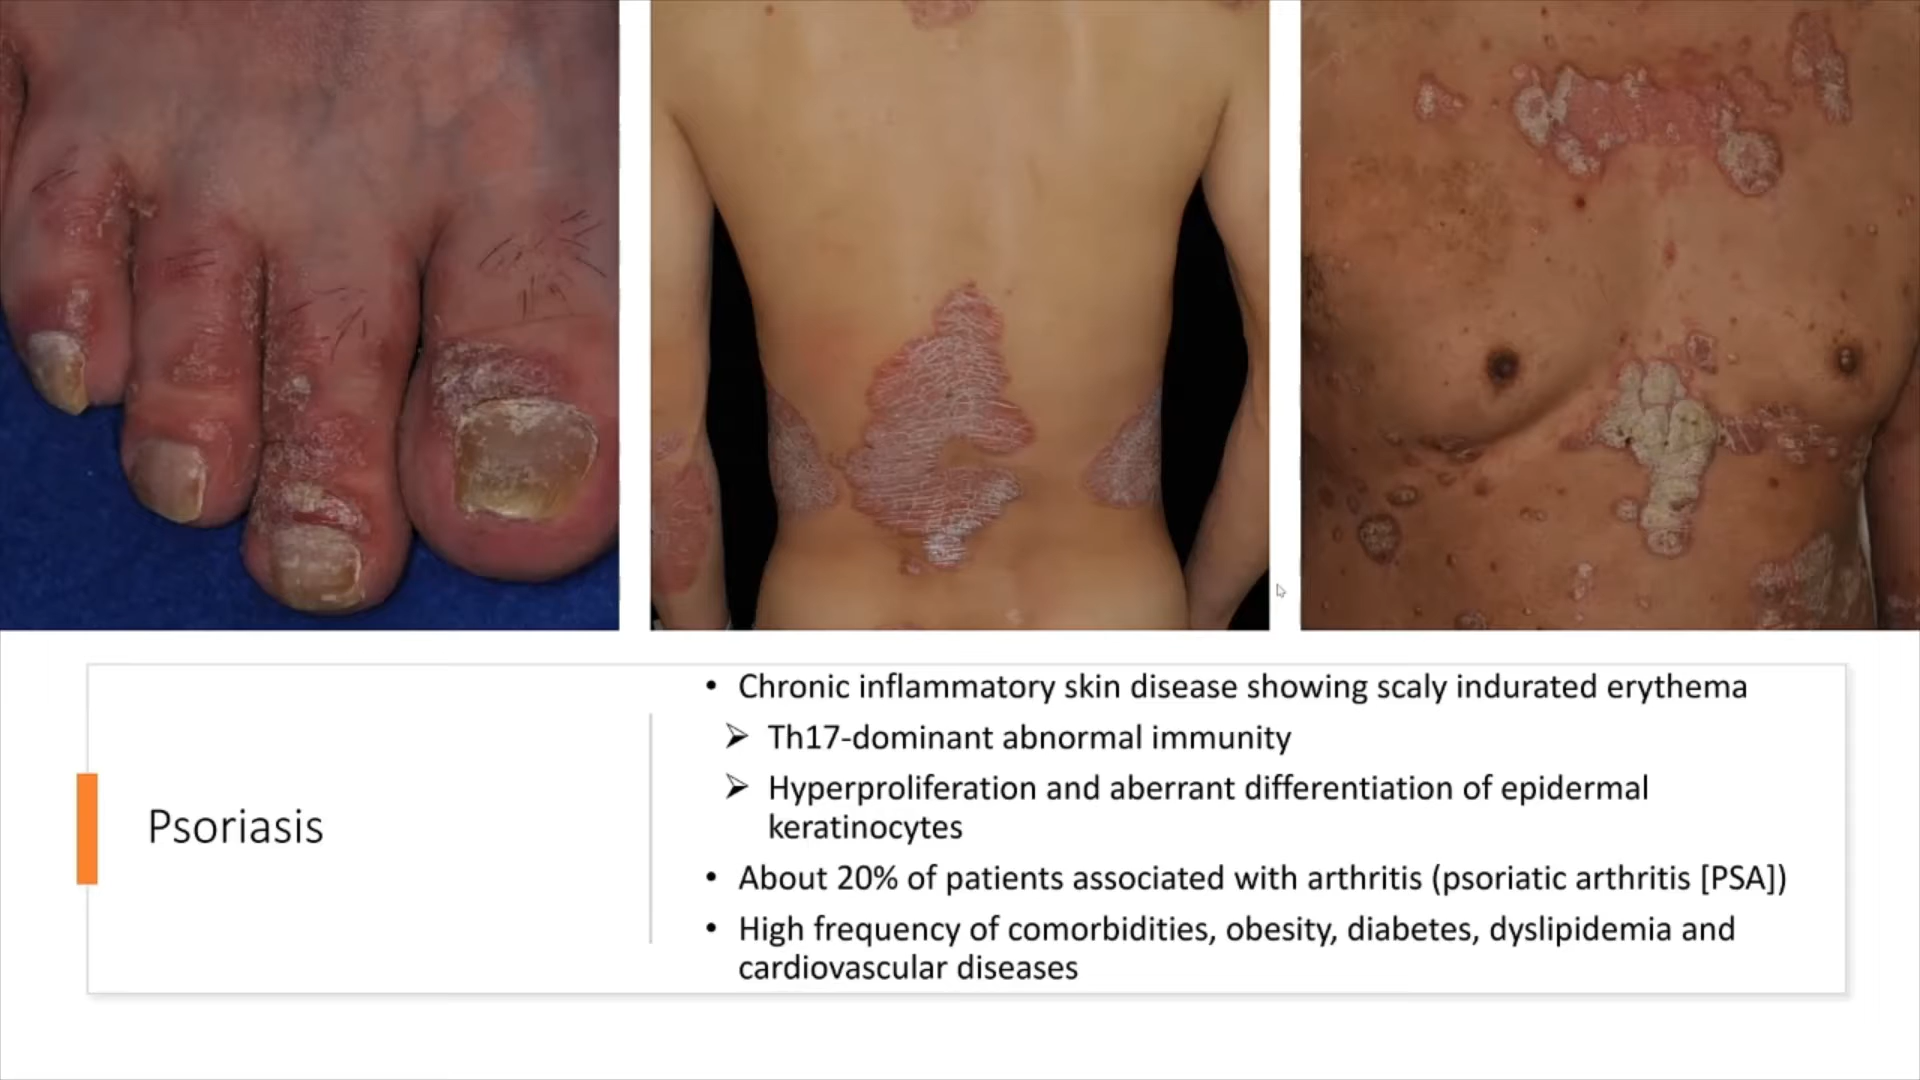 Psoriasis
• Chronic inflammatory skin disease showing scaly indurated erythema
➢ Th17-dominant abnormal immunity
➢ Hyperproliferation and aberrant differentiation of epidermal
keratinocytes
• About 20% of patients associated with arthritis (psoriatic arthritis [PSA])
• High frequency of comorbidities, obesity, diabetes, dyslipidemia and
cardiovascular diseases